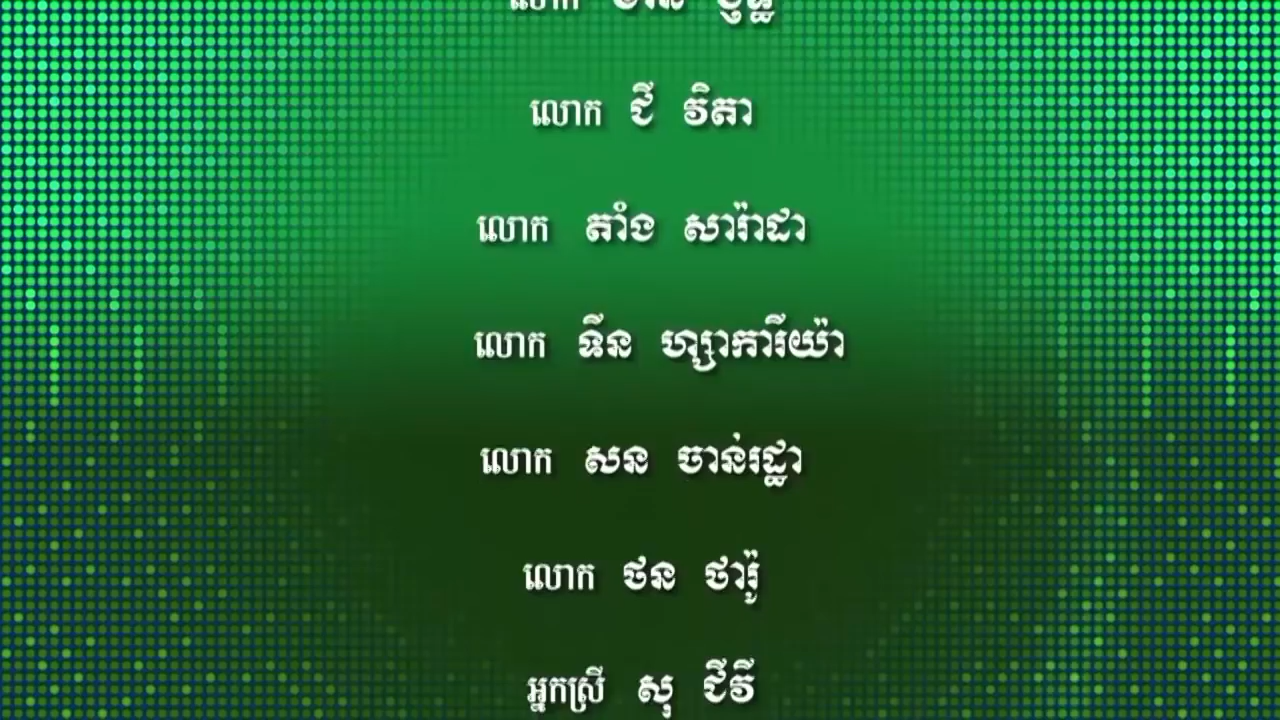 លោក ជី វិតា
លោក តាំង សារ៉ាដា
លោក ទីន ហ្សាការីយ៉ា
លោក សន ចាន់រដ្ឋា
លោក ថន ថារ៉ូ
អ្នកស្រី សុ ជីវី